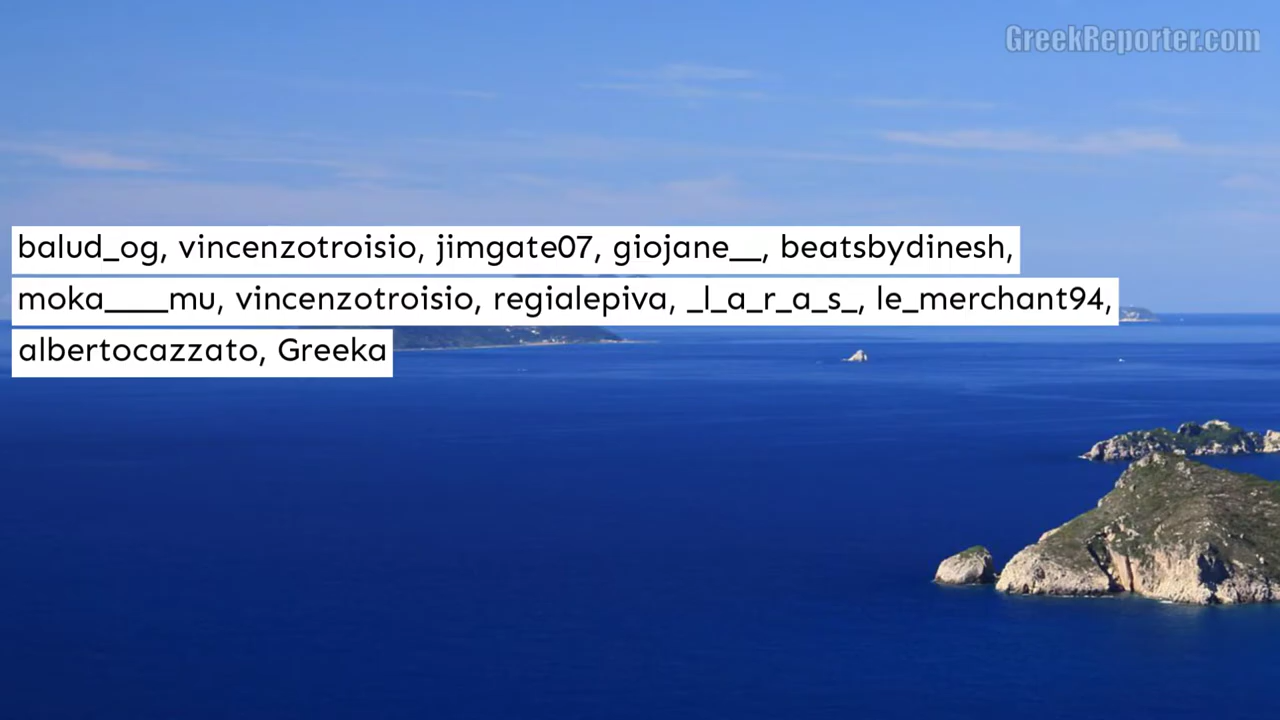 GreekReporter.com
balud_og, vincenzotroisio, jimgate07, giojane__, beatsbydinesh,
moka____mu, vincenzotroisio, regialepiva, _l_a_r_a_s_, le_merchant94,
albertocazzato, Greeka